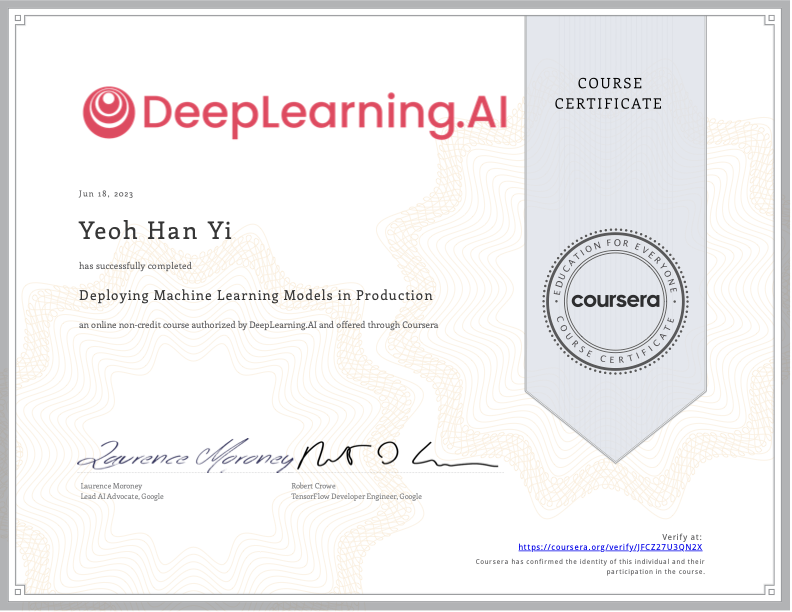 DeepLearning.AI
COURSE
CERTIFICATE
Jun 18, 2023
Yeoh Han Yi
has successfully completed
Deploying Machine Learning Models in Production
an online non-credit course authorized by DeepLearning.AI and offered through Coursera
EDUCATION FOR EVERYONE
coursera
COURSE CERTIFICATE
Laurence Moroney
Laurence Moroney
Lead AI Advocate, Google
Robert Crowe
TensorFlow Developer Engineer, Google
Verify at:
https://coursera.org/verify/JFCZ27U3QN2X
Coursera has confirmed the identity of this individual and their
participation in the course.